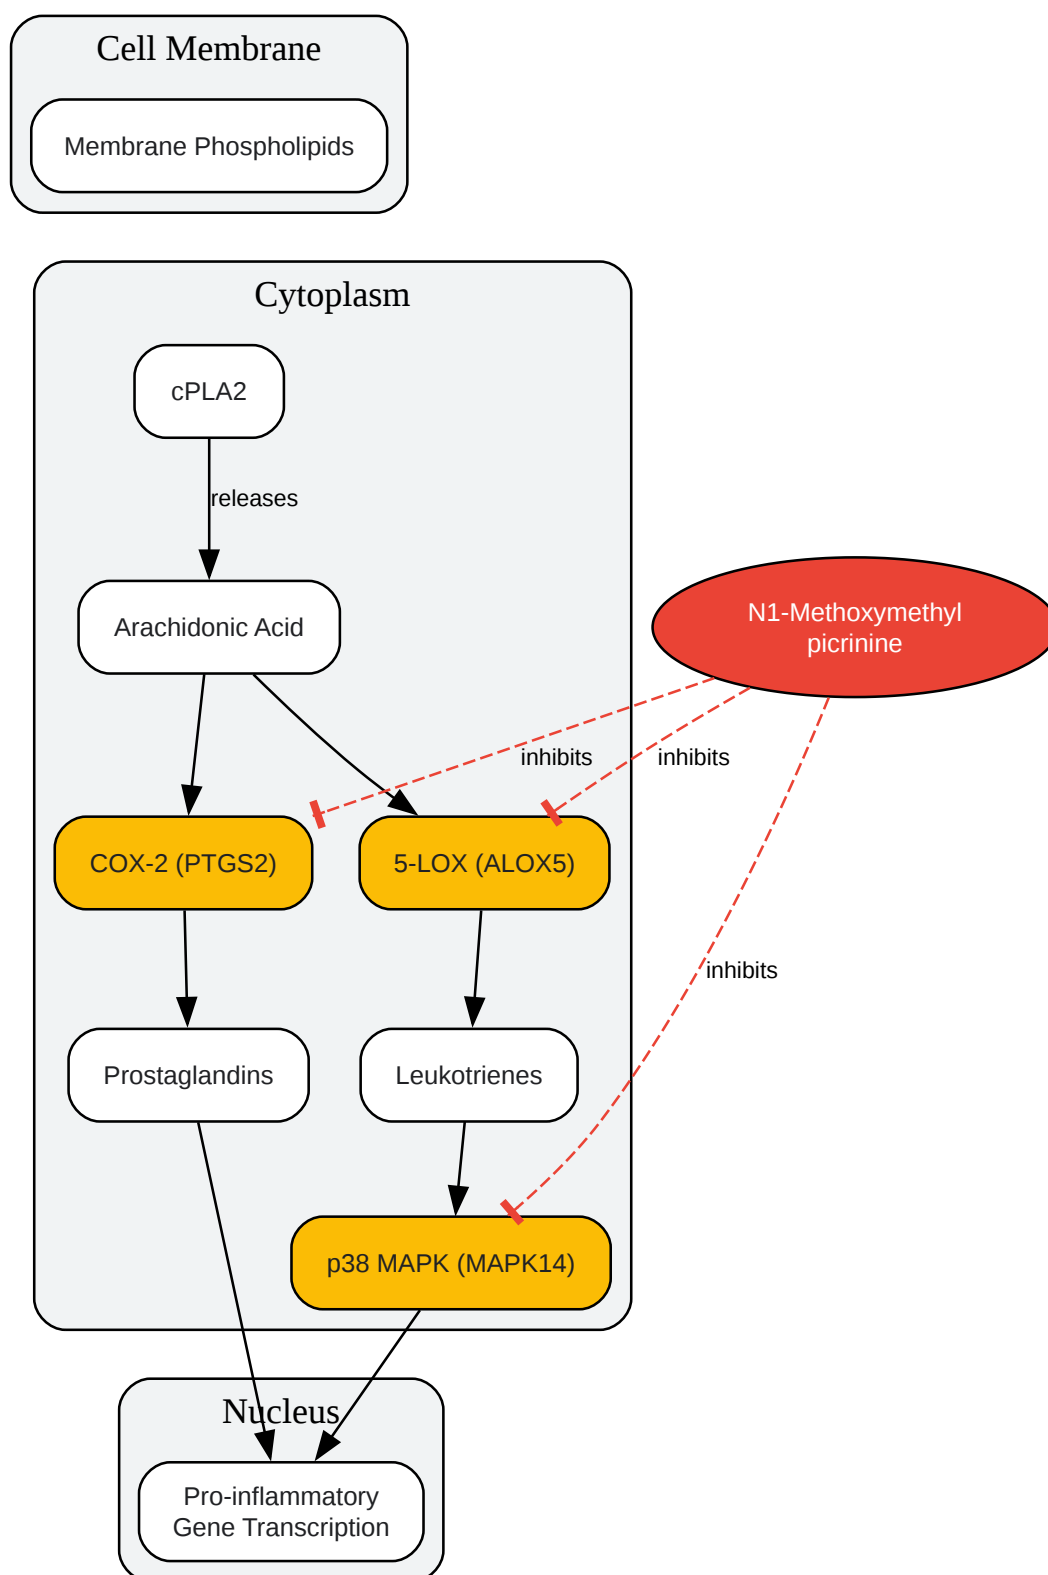 Cell Membrane
Membrane Phospholipids
Cytoplasm
cPLA2
releases
Arachidonic Acid
N1-Methoxymethyl
picrinine
inhibits
inhibits
COX-2 (PTGS2)
5-LOX (ALOX5)
inhibits
Prostaglandins
Leukotrienes
p38 MAPK (MAPK14)
Nucleus
Pro-inflammatory
Gene Transcription